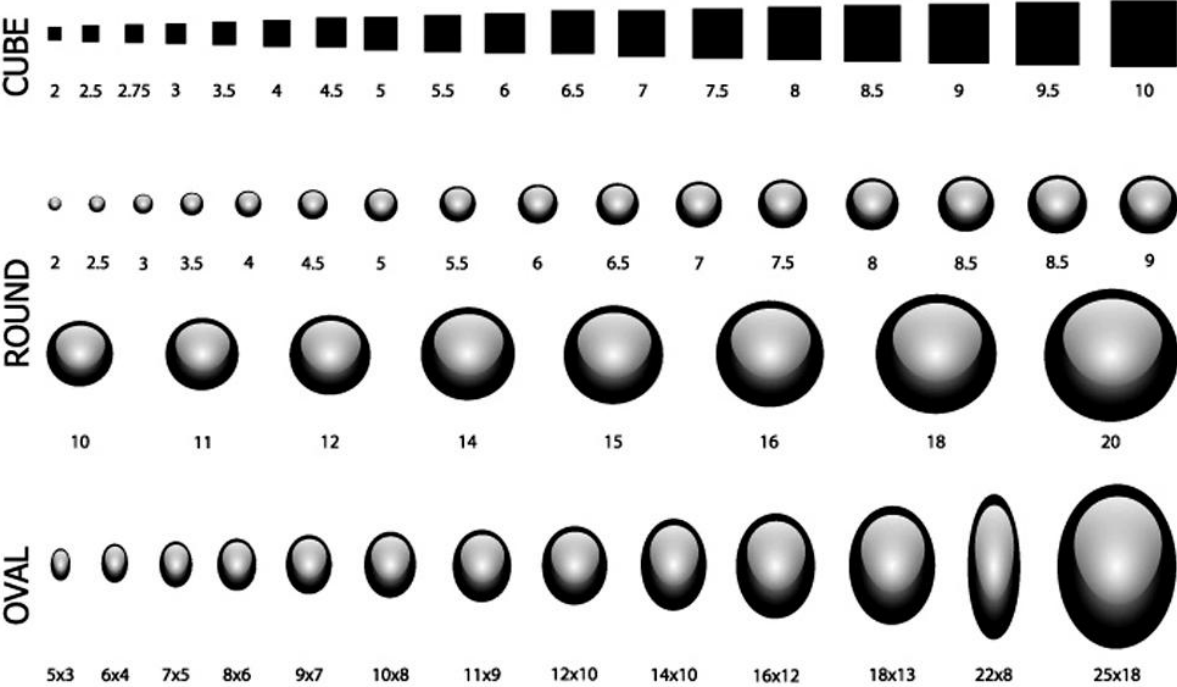 CUBE
2 2.5 2.75 3 3.5 4 4.5 5 5.5 6 6.5 7 7.5 8 8.5 9 9.5 10
ROUND
2 2.5 3 3.5 4 4.5 5 5.5 6 6.5 7 7.5 8 8.5 8.5 9
10 11 12 14 15 16 18 20
OVAL
5x3 6x4 7x5 8x6 9x7 10x8 11x9 12x10 14x10 16x12 18x13 22x8 25x18